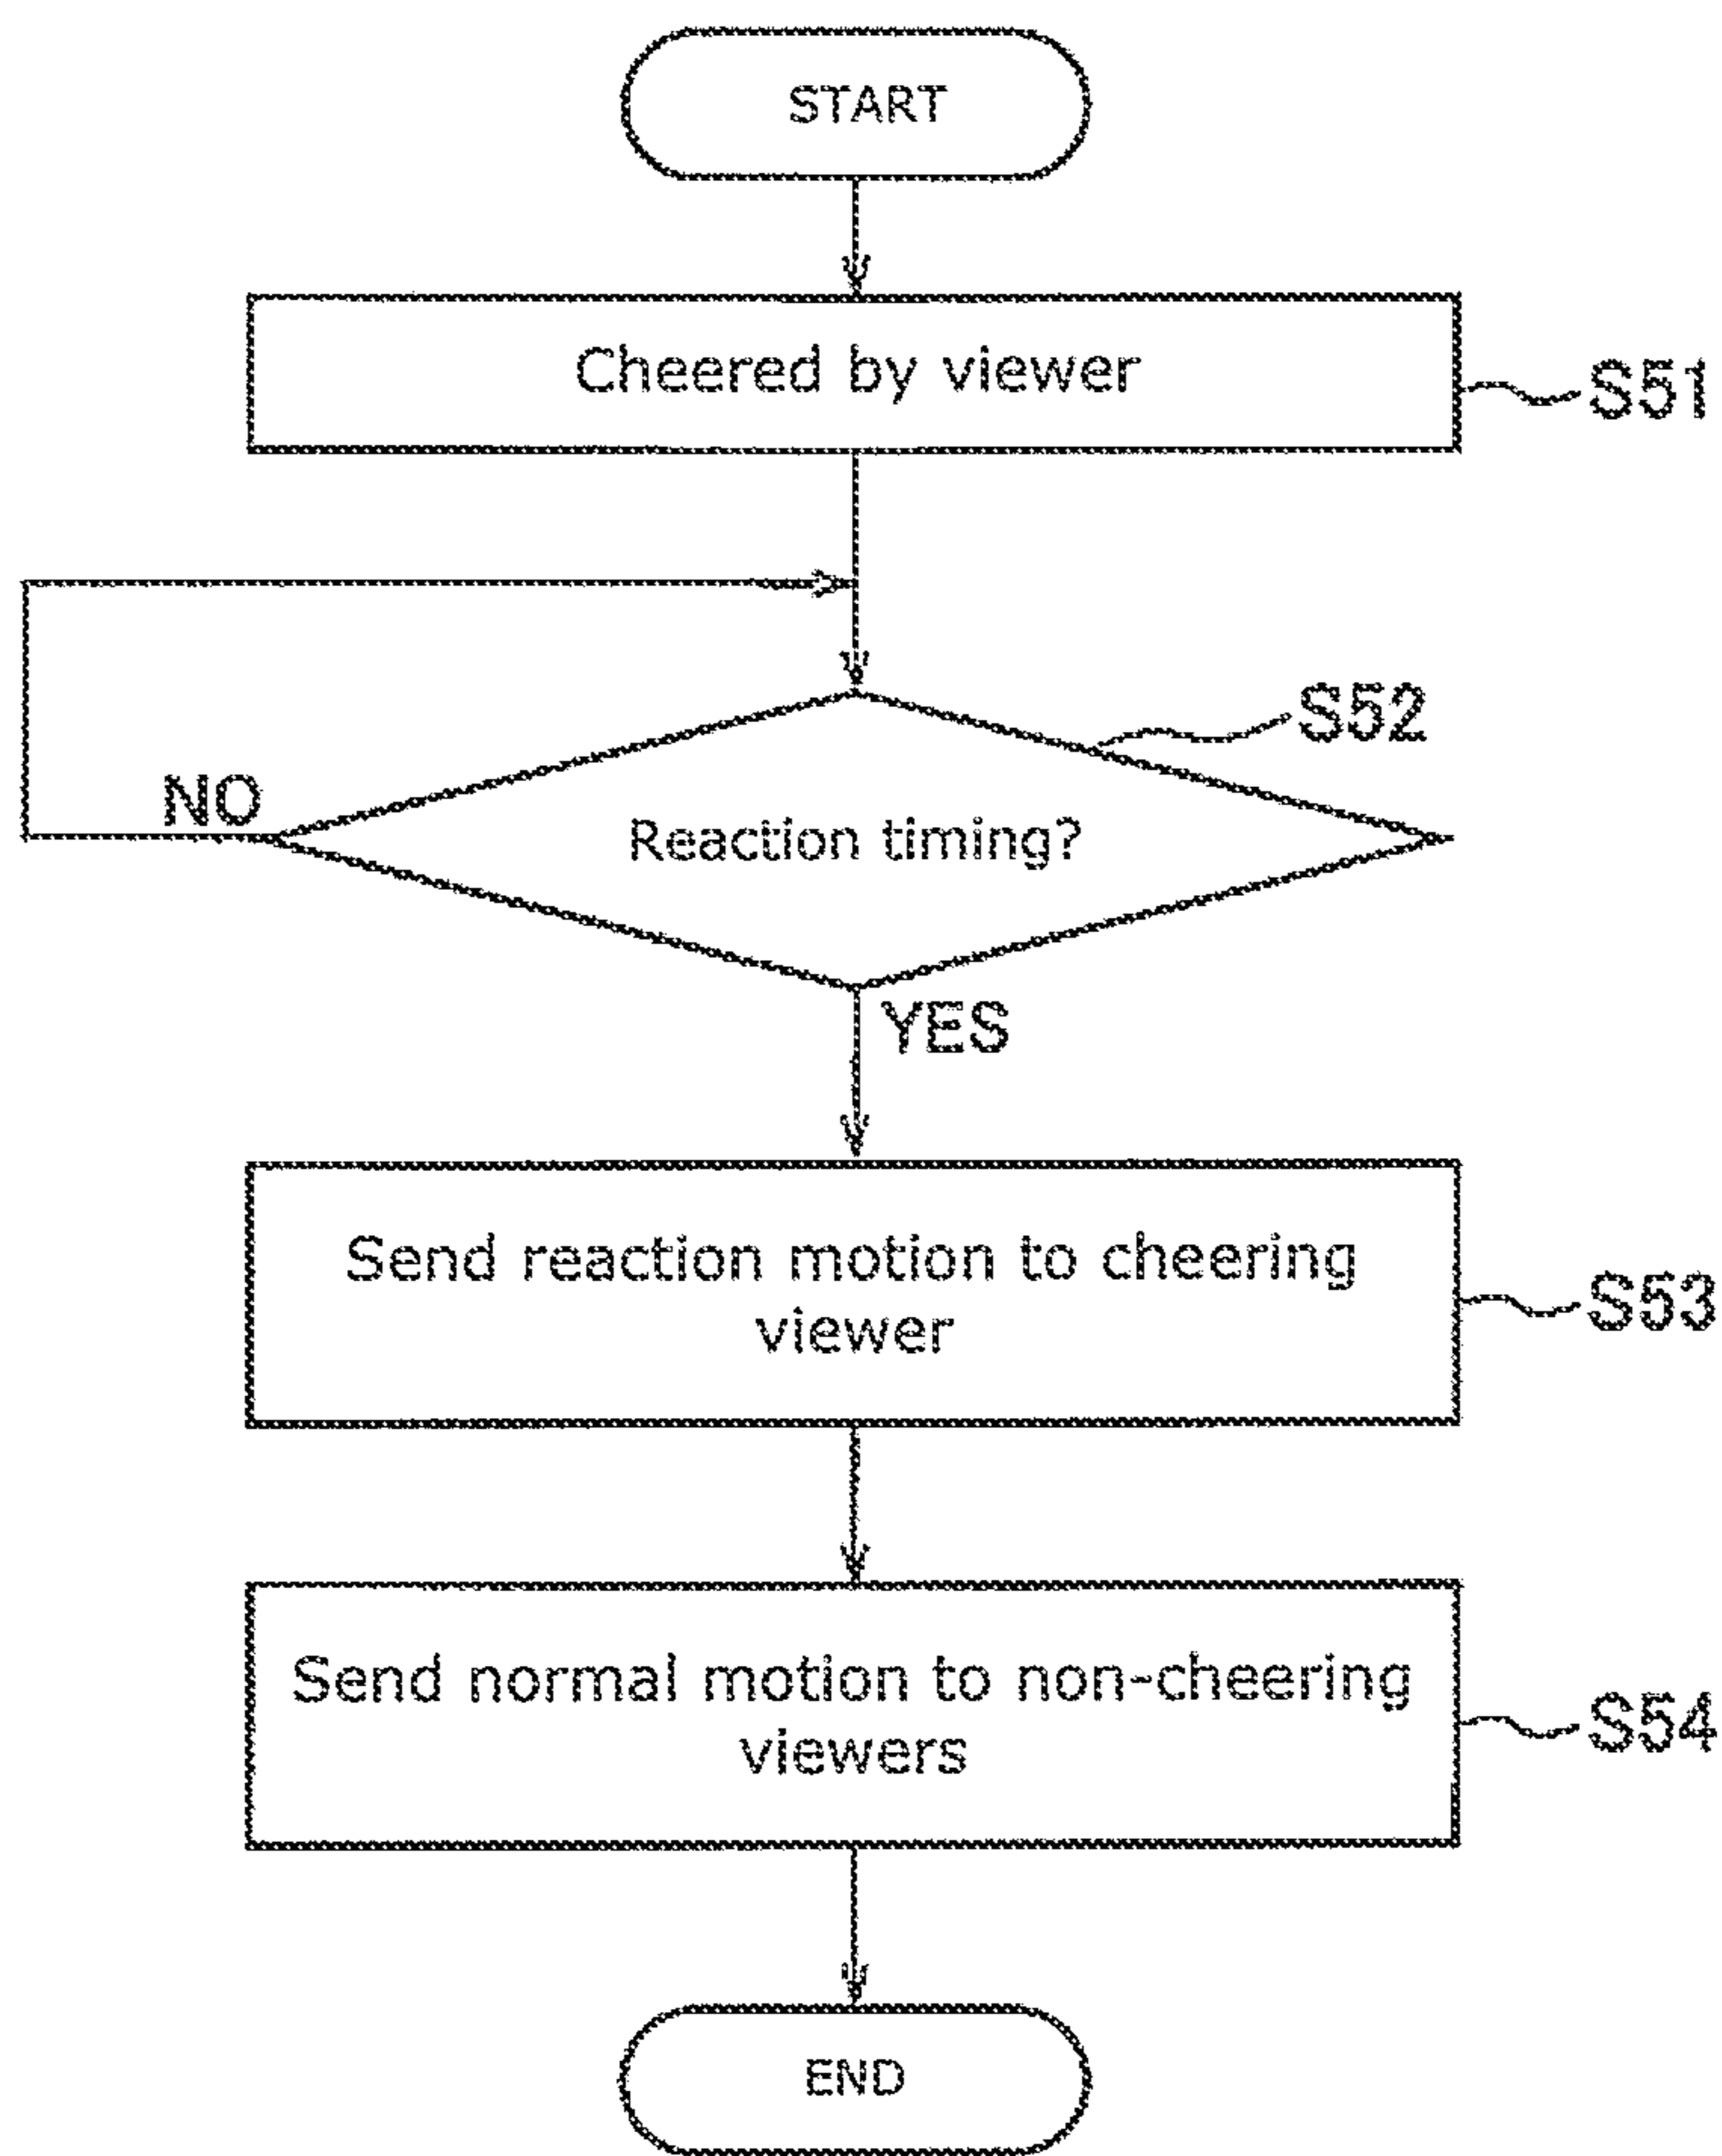 START
Cheered by viewer
S51
S52
NO
Reaction timing?
YES
Send reaction motion to cheering
viewer
S53
Send normal motion to non-cheering
viewers
S54
END